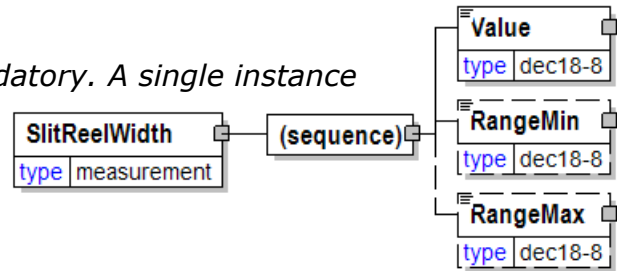 datory. A single instance
SlitReelWidth
type measurement
(sequence)
Value
type dec18-8
RangeMin
type dec18-8
RangeMax
type dec18-8